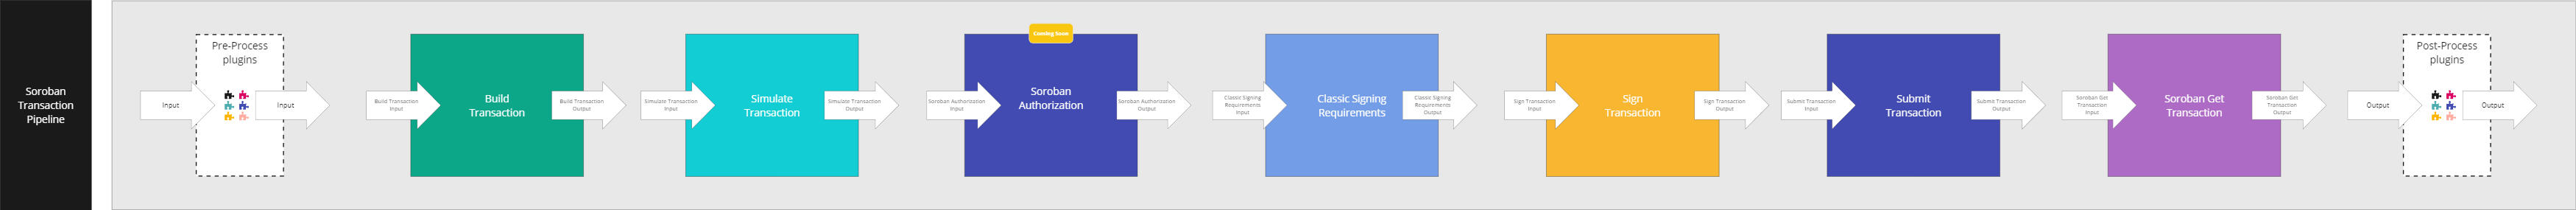 Soroban
Transaction
Pipeline
Input
Pre-Process
plugins
Input
Build Transaction
Input
Build
Transaction
Build Transaction
Output
Simulate Transaction
Input
Simulate
Transaction
Simulate Transaction
Output
Soroban Authorization
Input
Coming Soon
Soroban
Authorization
Soroban Authorization
Output
Classic Signing
Requirements
Input
Classic Signing
Requirements
Classic Signing
Requirements
Output
Sign Transaction
Input
Sign
Transaction
Sign Transaction
Output
Submit Transaction
Input
Submit
Transaction
Submit Transaction
Output
Soroban Get
Transaction
Input
Soroban Get
Transaction
Soroban Get
Transaction
Output
Output
Post-Process
plugins
Output